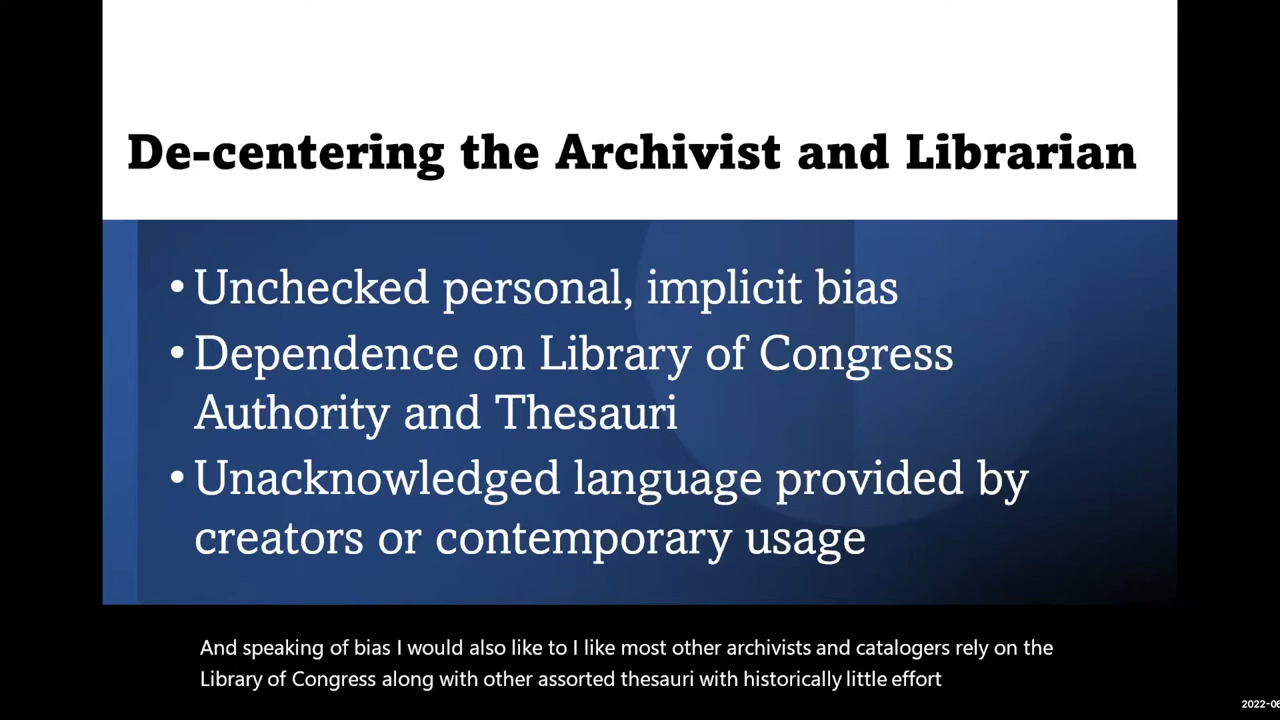 De-centering the Archivist and Librarian
• Unchecked personal, implicit bias
• Dependence on Library of Congress
Authority and Thesauri
• Unacknowledged language provided by
creators or contemporary usage
And speaking of bias I would also like to I like most other archivists and catalogers rely on the
Library of Congress along with other assorted thesauri with historically little effort